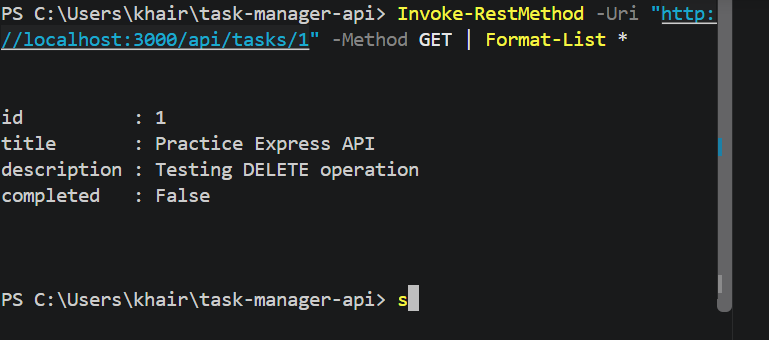 PS C:\Users\khair\task-manager-api> Invoke-RestMethod -Uri "http:
//localhost:3000/api/tasks/1" -Method GET | Format-List *
id          : 1
title       : Practice Express API
description : Testing DELETE operation
completed   : False
PS C:\Users\khair\task-manager-api> s